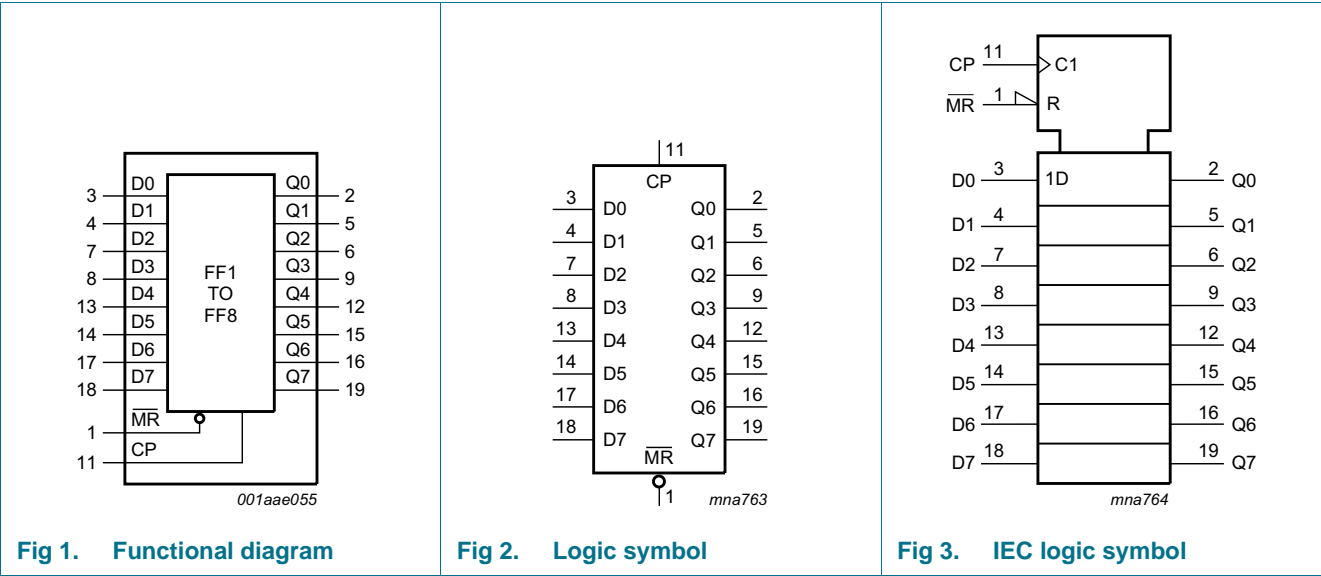 3 D0 Q0 2
4 D1 Q1 5
7 D2 Q2 6
8 D3 Q3 9
13 D4 Q4 12
14 D5 Q5 15
17 D6 Q6 16
18 D7 Q7 19
FF1
TO
FF8
1 M̅R̅
11 CP
001aae055
Fig 1. Functional diagram
11
CP
3 D0 Q0 2
4 D1 Q1 5
7 D2 Q2 6
8 D3 Q3 9
13 D4 Q4 12
14 D5 Q5 15
17 D6 Q6 16
18 D7 Q7 19
M̅R̅
1
mna763
Fig 2. Logic symbol
CP 11 C1
M̅R̅ 1 R
D0 3 1D 2 Q0
D1 4 5 Q1
D2 7 6 Q2
D3 8 9 Q3
D4 13 12 Q4
D5 14 15 Q5
D6 17 16 Q6
D7 18 19 Q7
mna764
Fig 3. IEC logic symbol